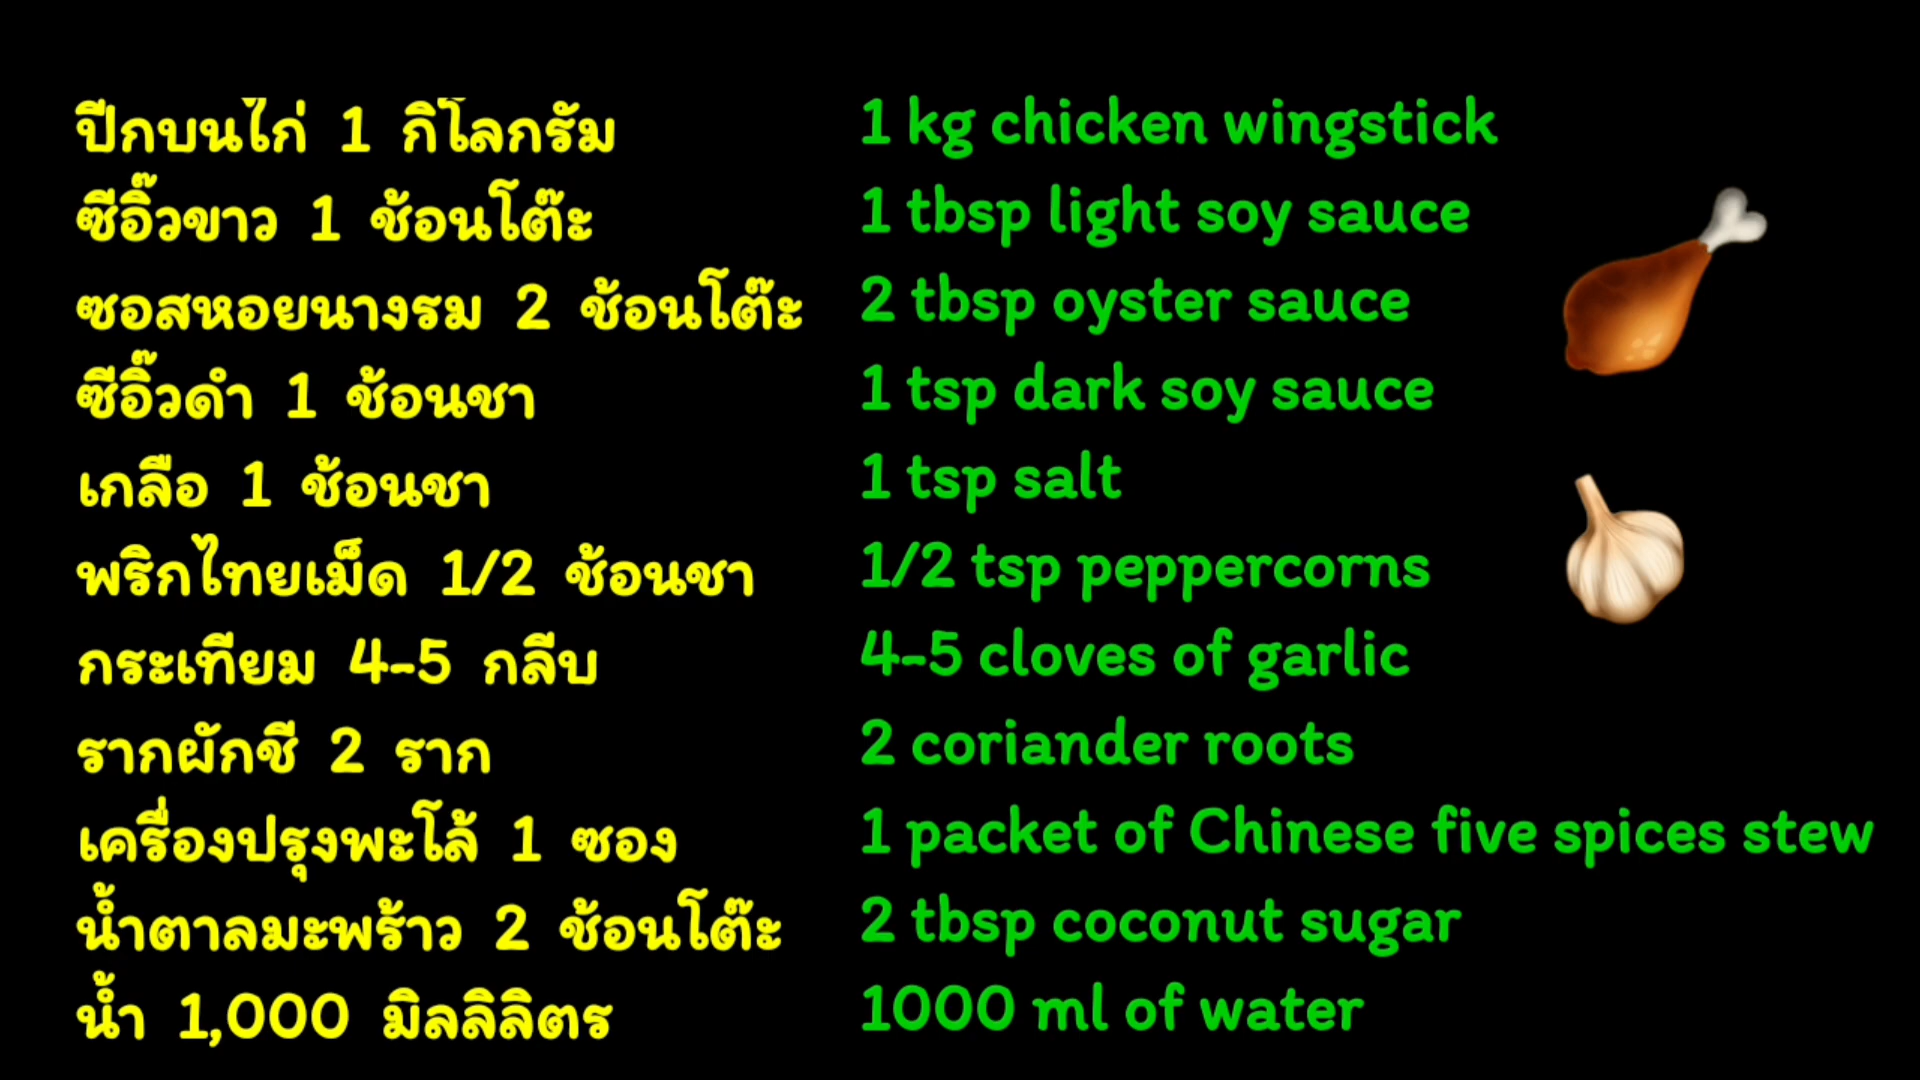 ปีกบนไก่ 1 กิโลกรัม
ซีอิ๊วขาว 1 ช้อนโต๊ะ
ซอสหอยนางรม 2 ช้อนโต๊ะ
ซีอิ๊วดำ 1 ช้อนชา
เกลือ 1 ช้อนชา
พริกไทยเม็ด 1/2 ช้อนชา
กระเทียม 4-5 กลีบ
รากผักชี 2 ราก
เครื่องปรุงพะโล้ 1 ซอง
น้ำตาลมะพร้าว 2 ช้อนโต๊ะ
น้ำ 1,000 มิลลิลิตร
1 kg chicken wingstick
1 tbsp light soy sauce
2 tbsp oyster sauce
1 tsp dark soy sauce
1 tsp salt
1/2 tsp peppercorns
4-5 cloves of garlic
2 coriander roots
1 packet of Chinese five spices stew
2 tbsp coconut sugar
1000 ml of water